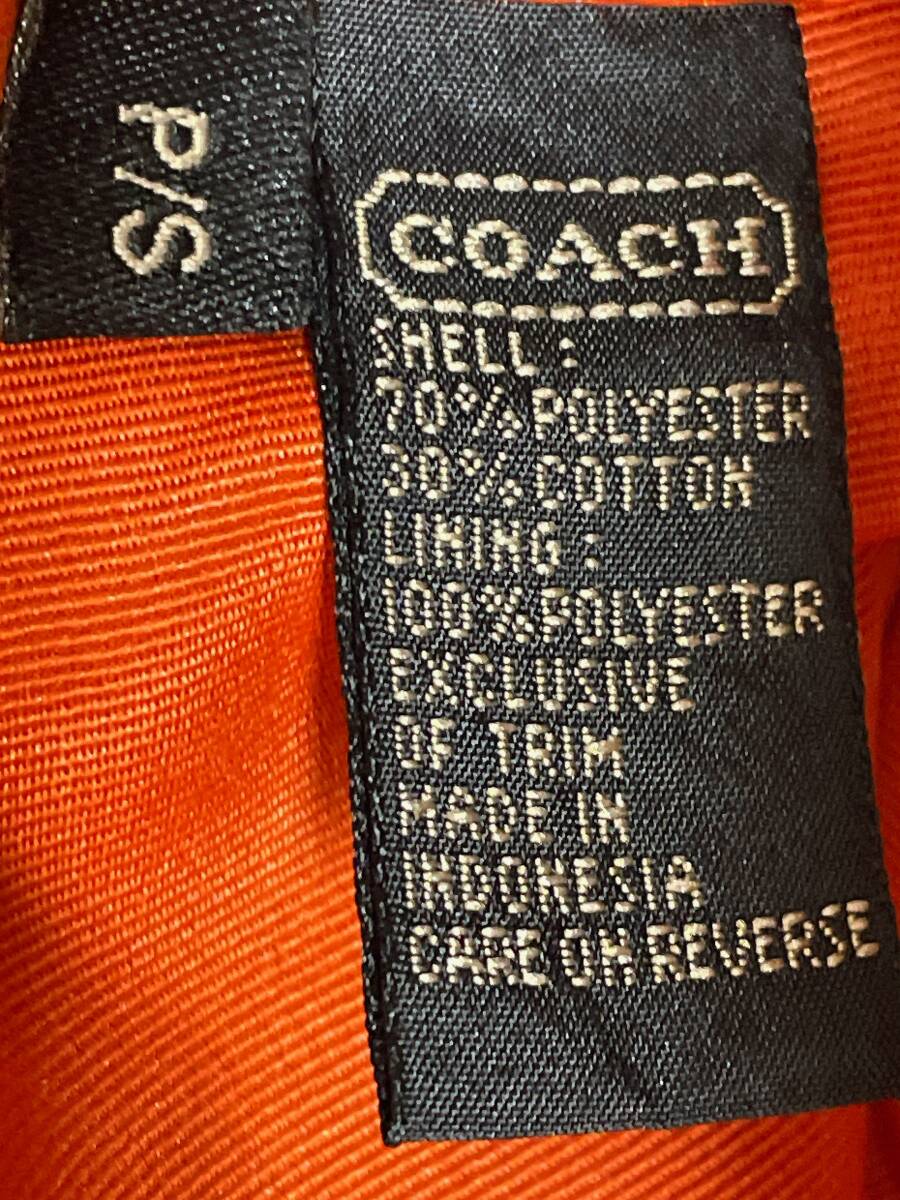 P/S
COACH
SHELL :
70% POLYESTER
30% COTTON
LINING :
100% POLYESTER
EXCLUSIVE
OF TRIM
MADE IN
INDONESIA
CARE ON REVERSE